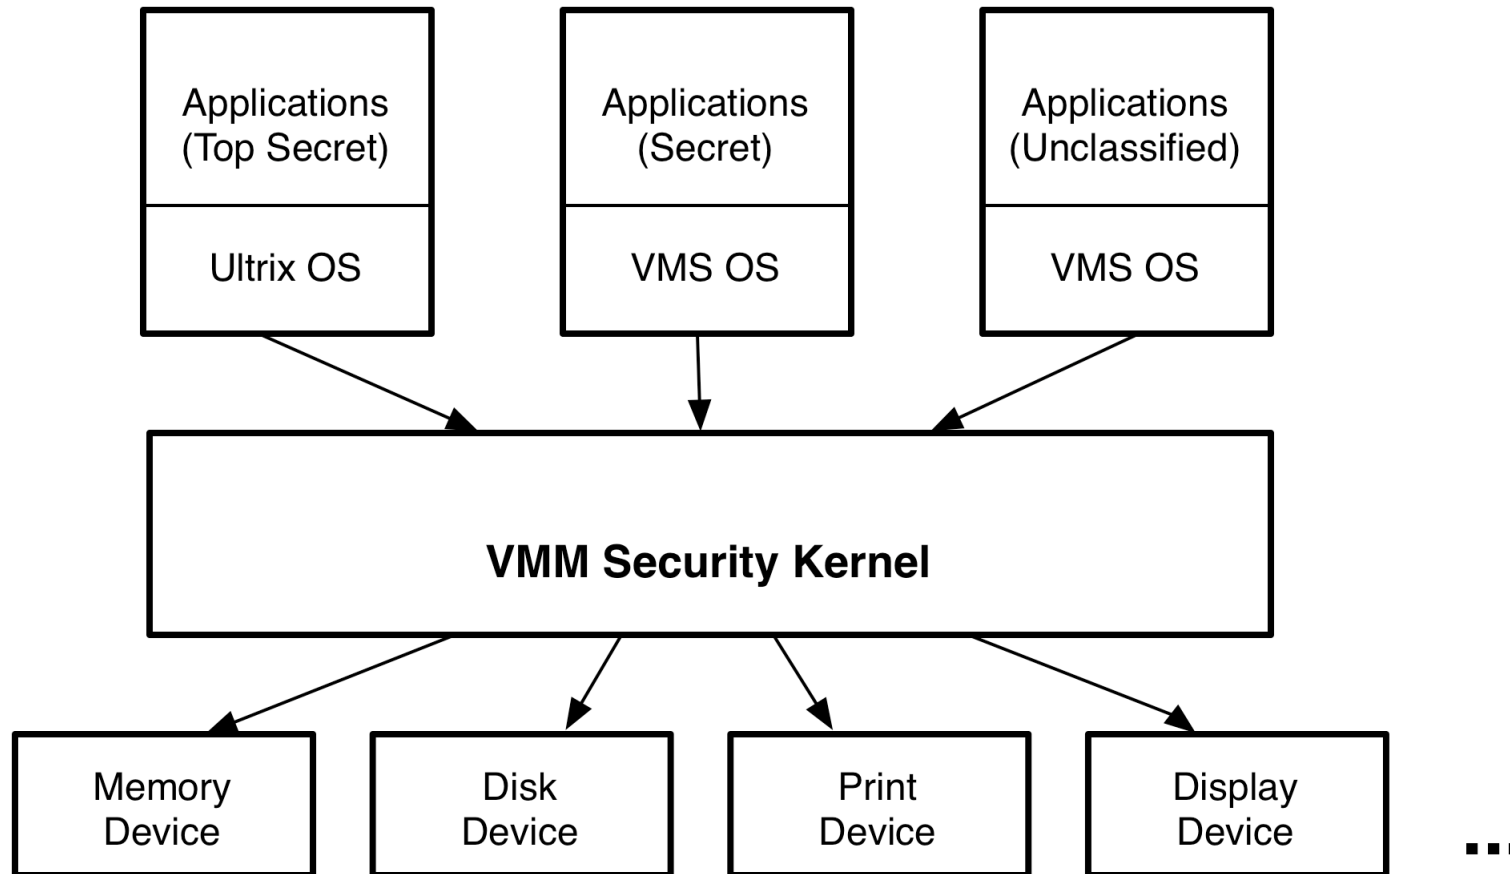 Applications
(Top Secret)
Ultrix OS
Applications
(Secret)
VMS OS
Applications
(Unclassified)
VMS OS
VMM Security Kernel
Memory
Device
Disk
Device
Print
Device
Display
Device
...